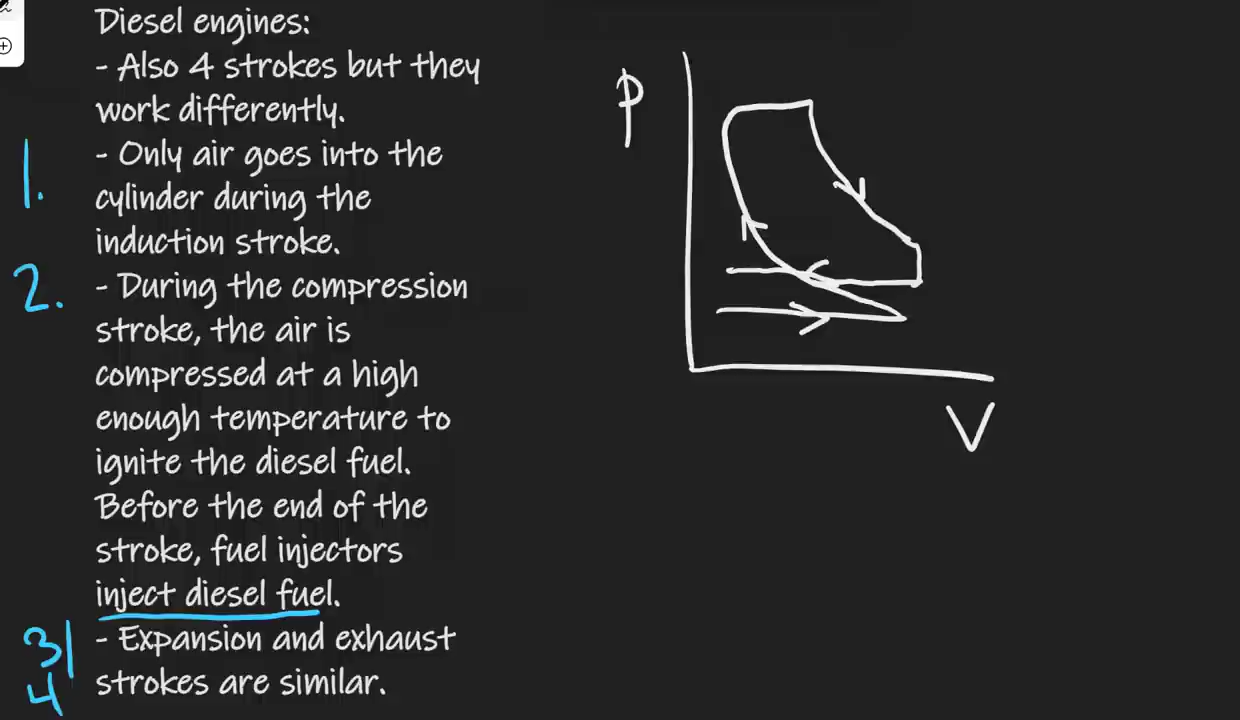 Diesel engines:
- Also 4 strokes but they
work differently.
1. - Only air goes into the
cylinder during the
induction stroke.
2. - During the compression
stroke, the air is
compressed at a high
enough temperature to
ignite the diesel fuel.
Before the end of the
stroke, fuel injectors
inject diesel fuel.
3/ - Expansion and exhaust
4 strokes are similar.
P
V